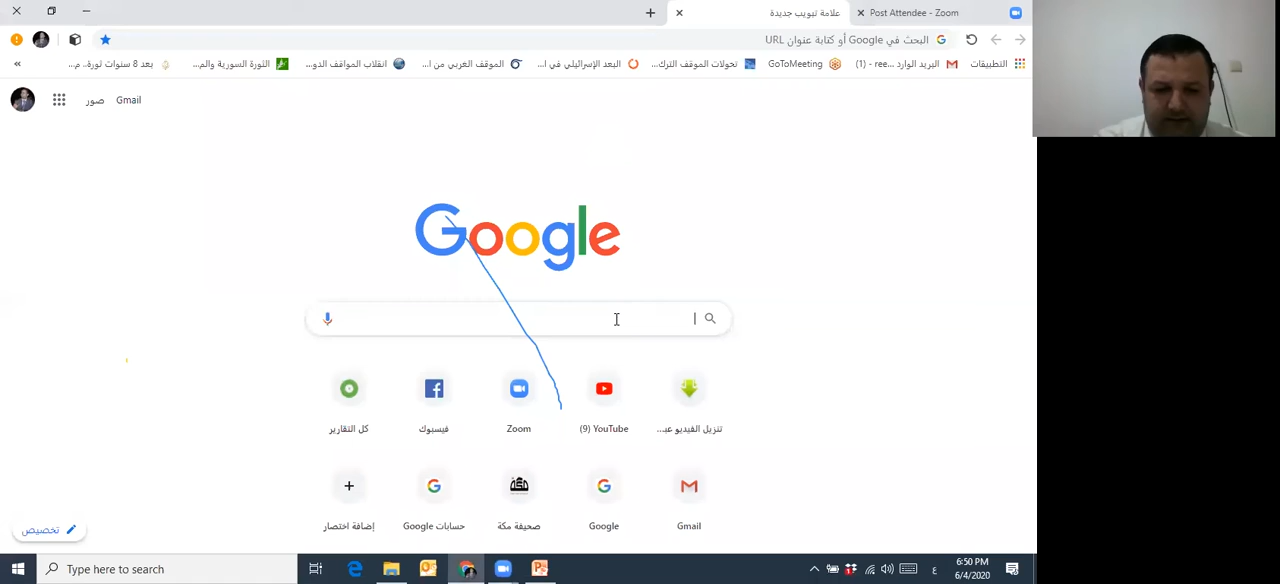 Post Attendee - Zoom
علامة تبويب جديدة
البحث في Google أو كتابة عنوان URL
التطبيقات
البريد الوارد (1) - ree...
GoToMeeting
تحولات الموقف الترك...
البعد الإسرائيلي في ا...
الموقف العربي من ا...
انقلاب المواقف الدو...
الثورة السورية والم...
بعد 8 سنوات ثورة.. م...
Gmail
صور
Google
تنزيل الفيديو عبـ...
(9) YouTube
Zoom
فيسبوك
كل التقارير
Gmail
Google
صحيفة مكة
حسابات Google
إضافة اختصار
تخصيص
Type here to search
ع
6:50 PM
6/4/2020